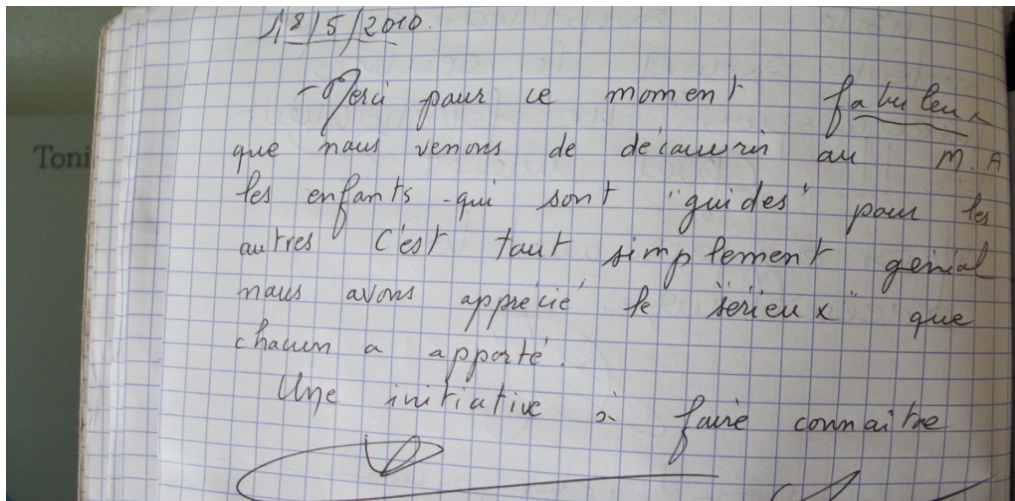 18/5/2010.
- Merci pour ce moment fabuleux
Toni
que nous venons de découvrir au M.A
les enfants - qui sont "guides" pour les
autres c'est tout simplement génial
nous avons apprécié le "sérieux" que
chacun a apporté.
Une initiative à faire connaître